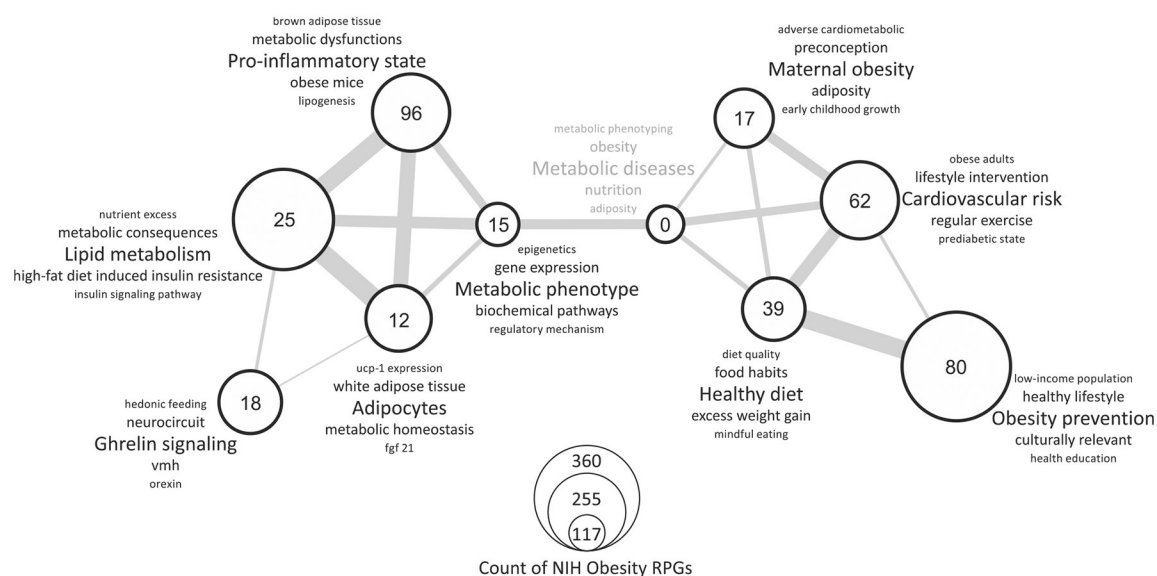 brown adipose tissue
metabolic dysfunctions
Pro-inflammatory state
obese mice
lipogenesis
96
adverse cardiometabolic
preconception
Maternal obesity
adiposity
early childhood growth
17
metabolic phenotyping
obesity
Metabolic diseases
nutrition
adiposity
0
obese adults
lifestyle intervention
Cardiovascular risk
regular exercise
prediabetic state
62
25
nutrient excess
metabolic consequences
Lipid metabolism
high-fat diet induced insulin resistance
insulin signaling pathway
15
epigenetics
gene expression
Metabolic phenotype
biochemical pathways
regulatory mechanism
12
ucp-1 expression
white adipose tissue
Adipocytes
metabolic homeostasis
fgf 21
39
diet quality
food habits
Healthy diet
excess weight gain
mindful eating
80
low-income population
healthy lifestyle
Obesity prevention
culturally relevant
health education
18
hedonic feeding
neurocircuit
Ghrelin signaling
vmh
orexin
360
255
117
Count of NIH Obesity RPGs